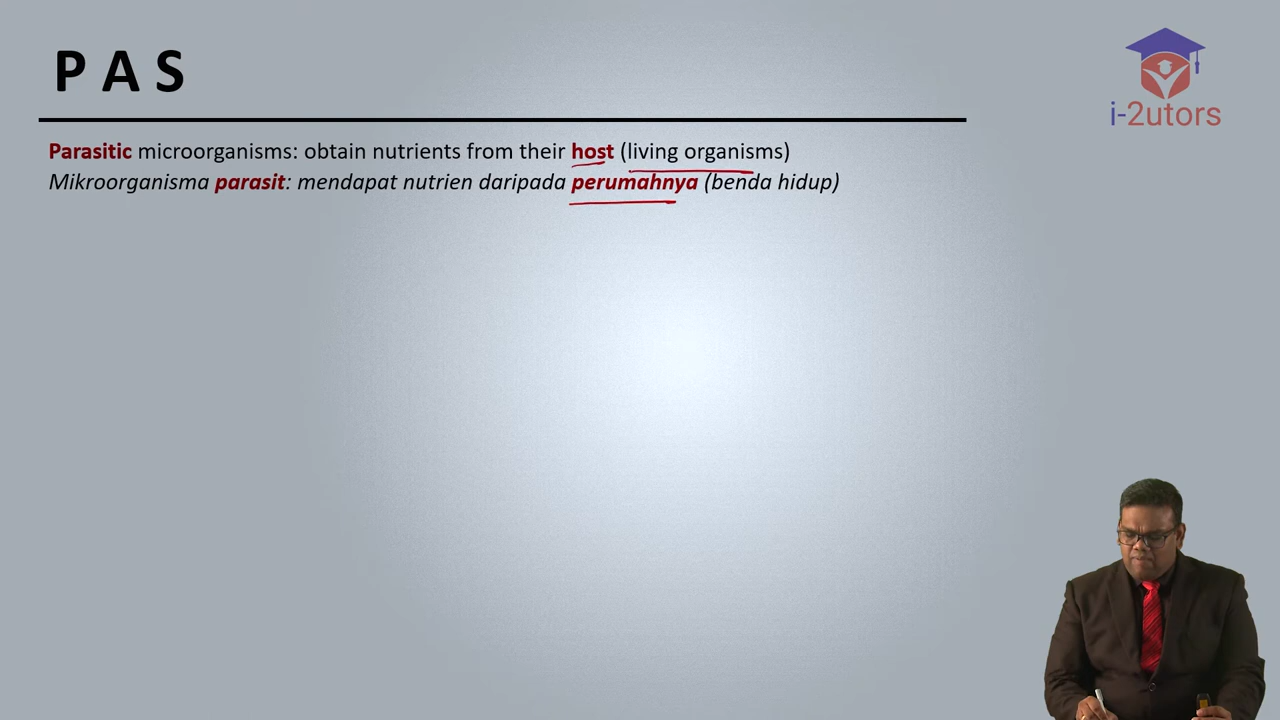 P A S
i-2utors
Parasitic microorganisms: obtain nutrients from their host (living organisms)
Mikroorganisma parasit: mendapat nutrien daripada perumahnya (benda hidup)